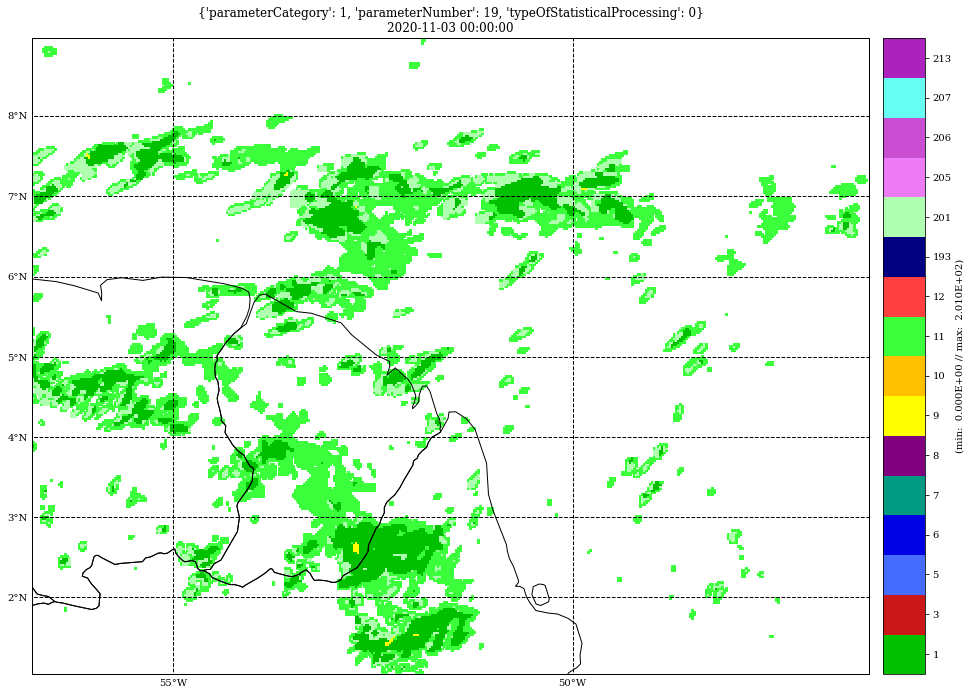 {'parameterCategory': 1, 'parameterNumber': 19, 'typeOfStatisticalProcessing': 0}
2020-11-03 00:00:00
8°N
7°N
6°N
5°N
4°N
3°N
2°N
55°W
50°W
213
207
206
205
201
193
12
11
10
9
8
7
6
5
3
1
(min: 0.000E+00 // max: 2.010E+02)